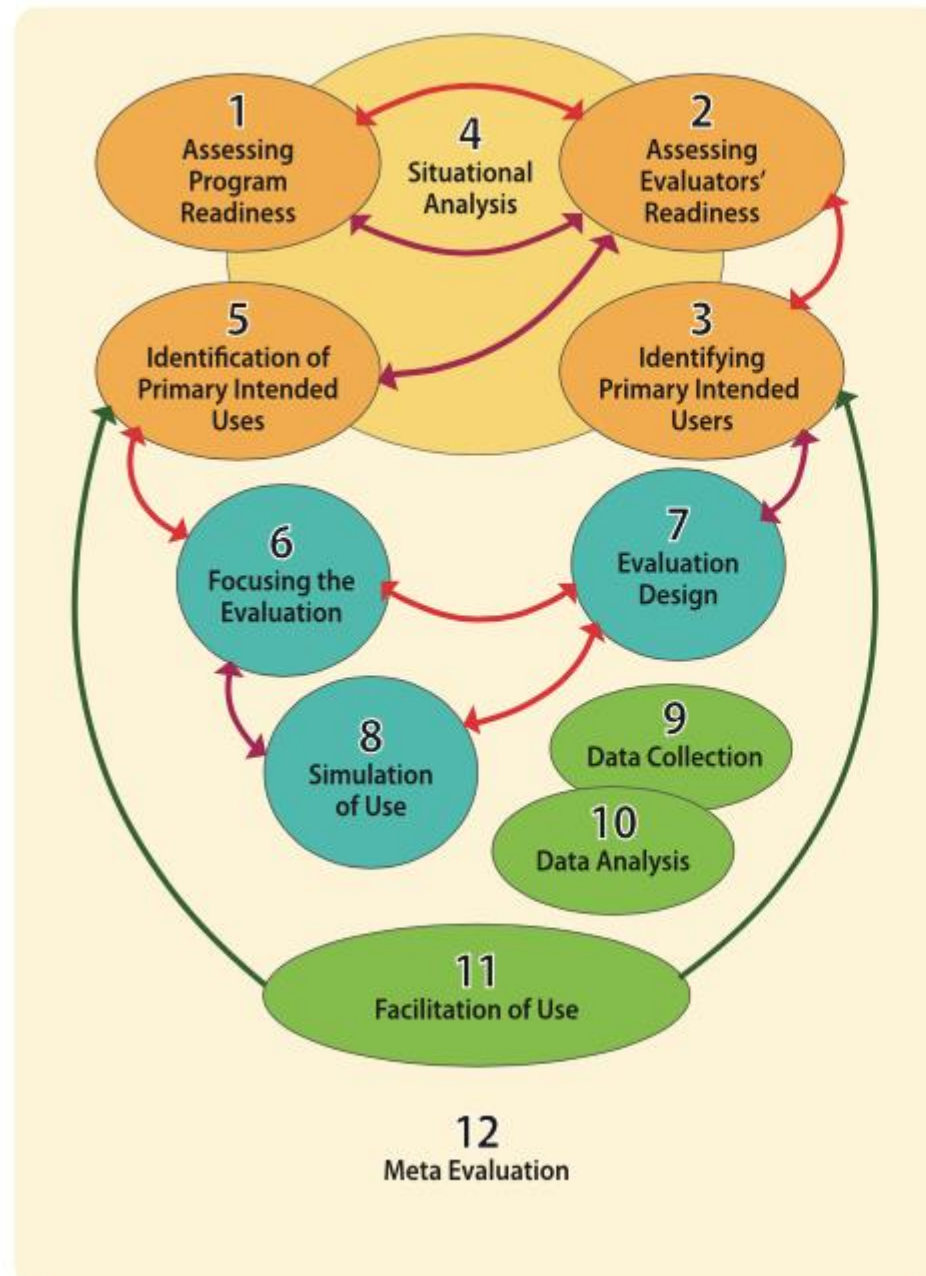 1
Assessing
Program
Readiness
2
Assessing
Evaluators'
Readiness
4
Situational
Analysis
5
Identification of
Primary Intended
Uses
3
Identifying
Primary Intended
Users
6
Focusing the
Evaluation
7
Evaluation
Design
8
Simulation
of Use
9
Data Collection
10
Data Analysis
11
Facilitation of Use
12
Meta Evaluation